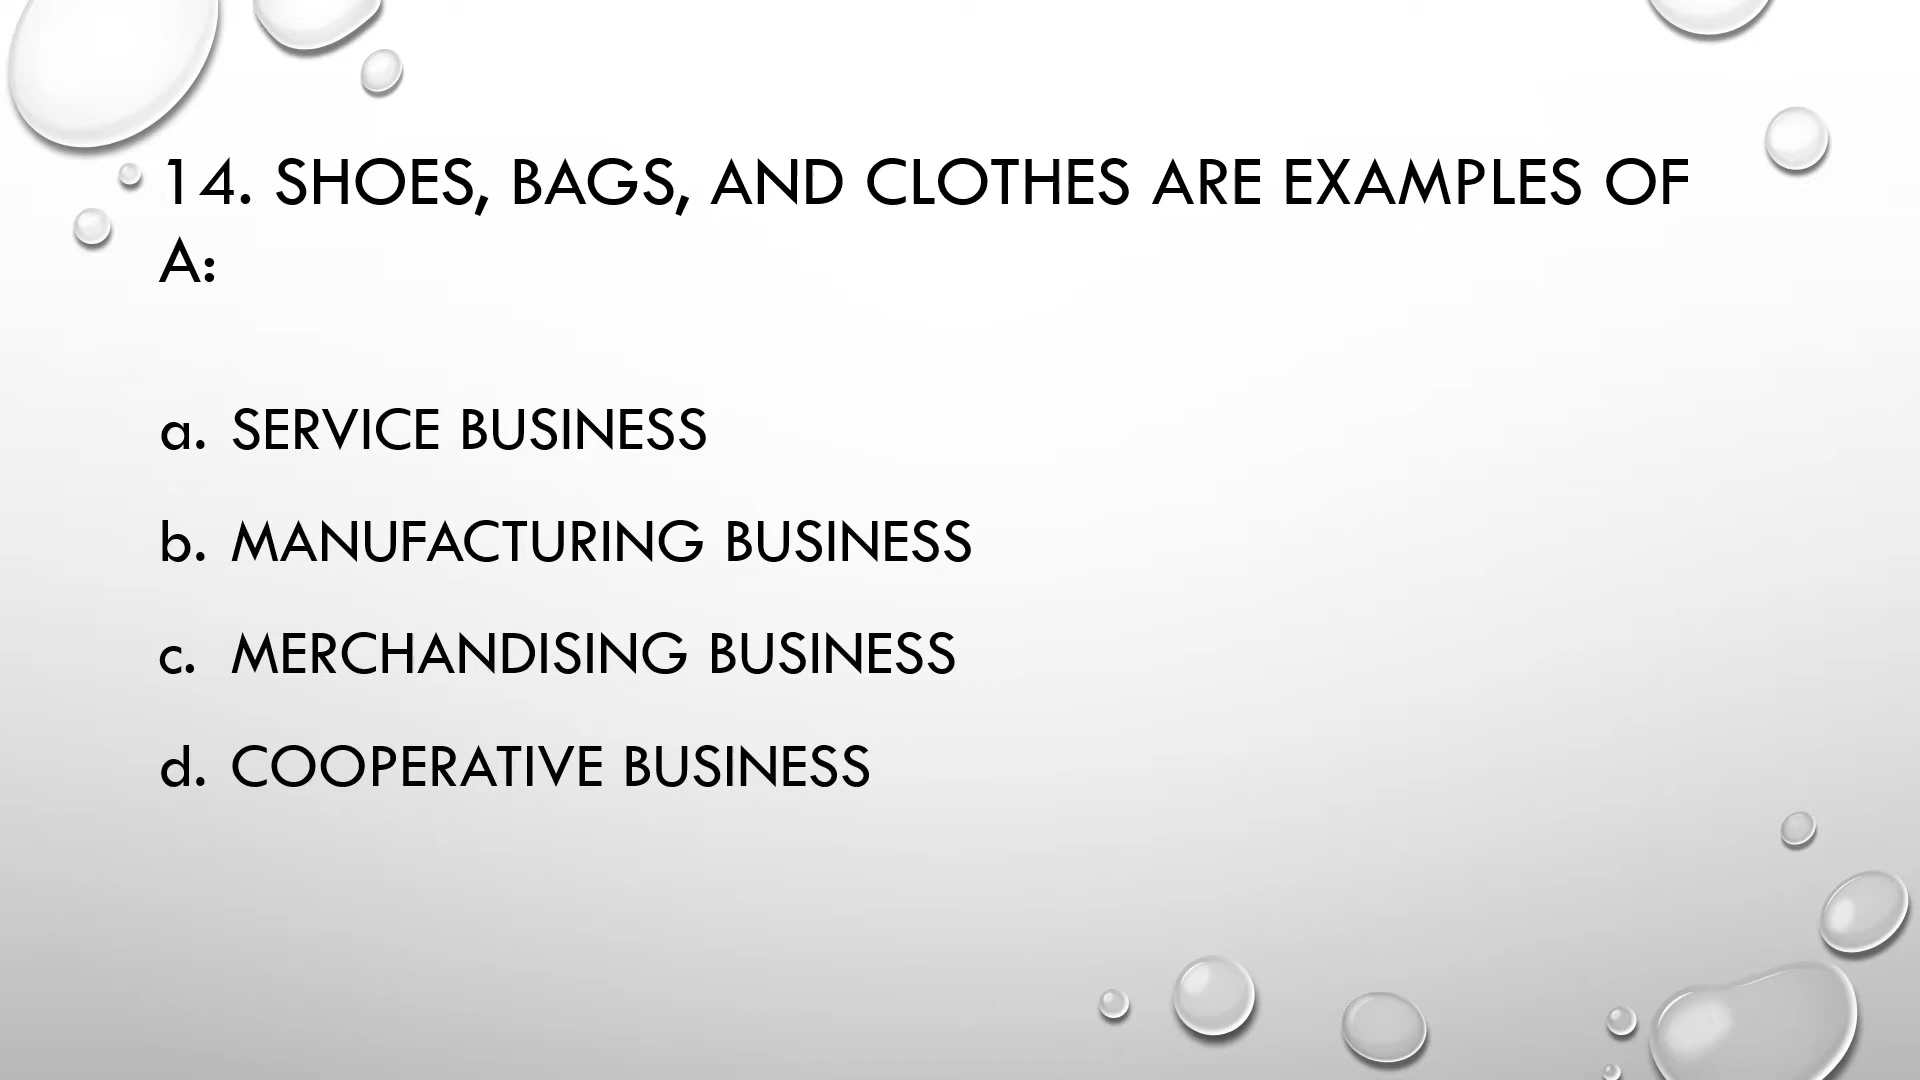 14. SHOES, BAGS, AND CLOTHES ARE EXAMPLES OF
A:
a. SERVICE BUSINESS
b. MANUFACTURING BUSINESS
c. MERCHANDISING BUSINESS
d. COOPERATIVE BUSINESS